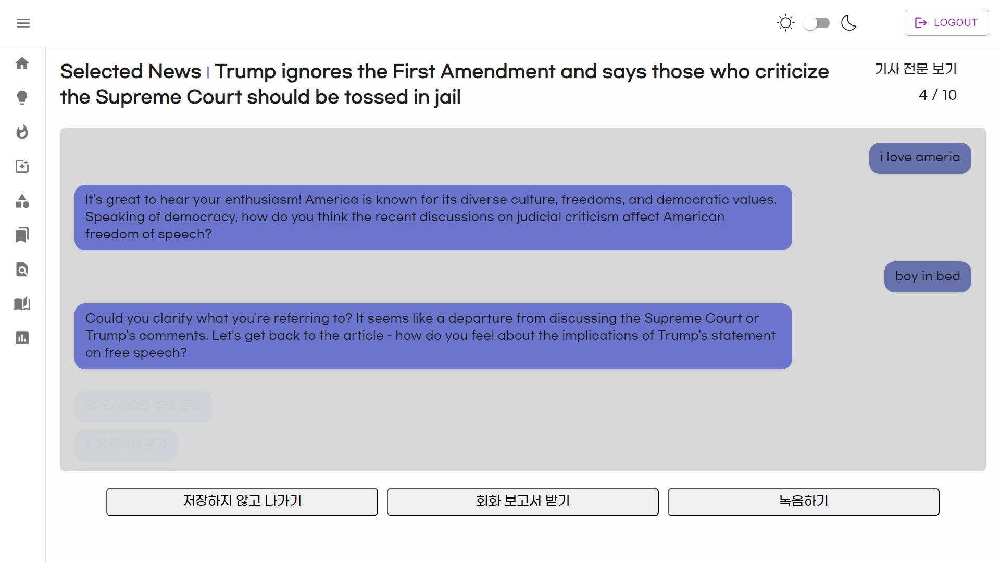 LOGOUT
Selected News | Trump ignores the First Amendment and says those who criticize
the Supreme Court should be tossed in jail
기사 전문 보기
4 / 10
i love ameria
It's great to hear your enthusiasm! America is known for its diverse culture, freedoms, and democratic values.
Speaking of democracy, how do you think the recent discussions on judicial criticism affect American
freedom of speech?
boy in bed
Could you clarify what you're referring to? It seems like a departure from discussing the Supreme Court or
Trump's comments. Let's get back to the article - how do you feel about the implications of Trump's statement
on free speech?
SPEAKO의 추천 문장
1. 클릭해서 열기
저장하지 않고 나가기
회화 보고서 받기
녹음하기